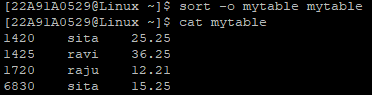 [22A91A0529@Linux ~]$ sort -o mytable mytable
[22A91A0529@Linux ~]$ cat mytable
1420    sita    25.25
1425    ravi    36.25
1720    raju    12.21
6830    sita    15.25